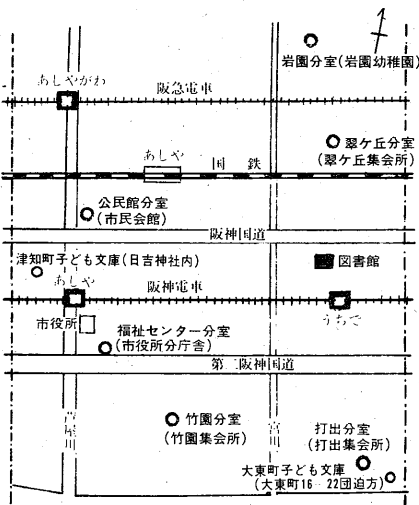 岩園分室(岩園幼稚園)
あしやがわ
阪急電車
翠ケ丘分室
(翠ケ丘集会所)
あしや
国鉄
公民館分室
(市民会館)
阪神国道
津知町子ども文庫(日吉神社内)
図書館
あしや
阪神電車
うちで
市役所
福祉センター分室
(市役所分庁舎)
第二阪神国道
芦屋川
宮川
竹園分室
(竹園集会所)
打出分室
(打出集会所)
大東町子ども文庫
(大東町16-22団迫方)